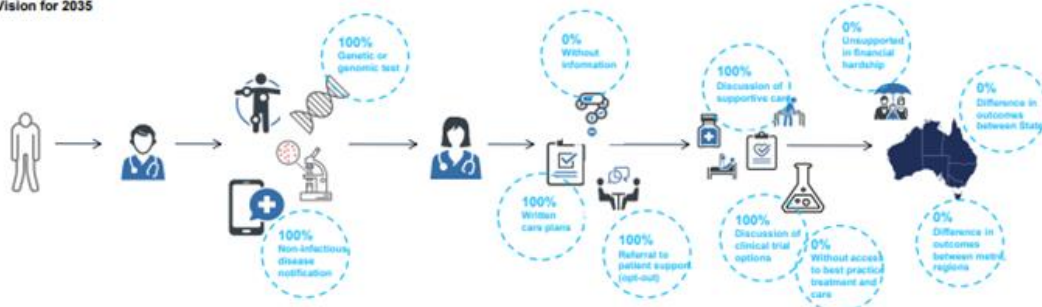 Vision for 2035
100%
Genetic or
genomic test
100%
Non-infectious
disease
notification
0%
Without
information
100%
Written
care plans
100%
Referral to
patient support
(opt-out)
100%
Discussion of
supportive care
100%
Discussion of
clinical trial
options
0%
Without access
to best practice
treatment and
care
0%
Unsupported
in financial
hardship
0%
Difference in
outcomes
between State
0%
Difference in
outcomes
between metro,
regions